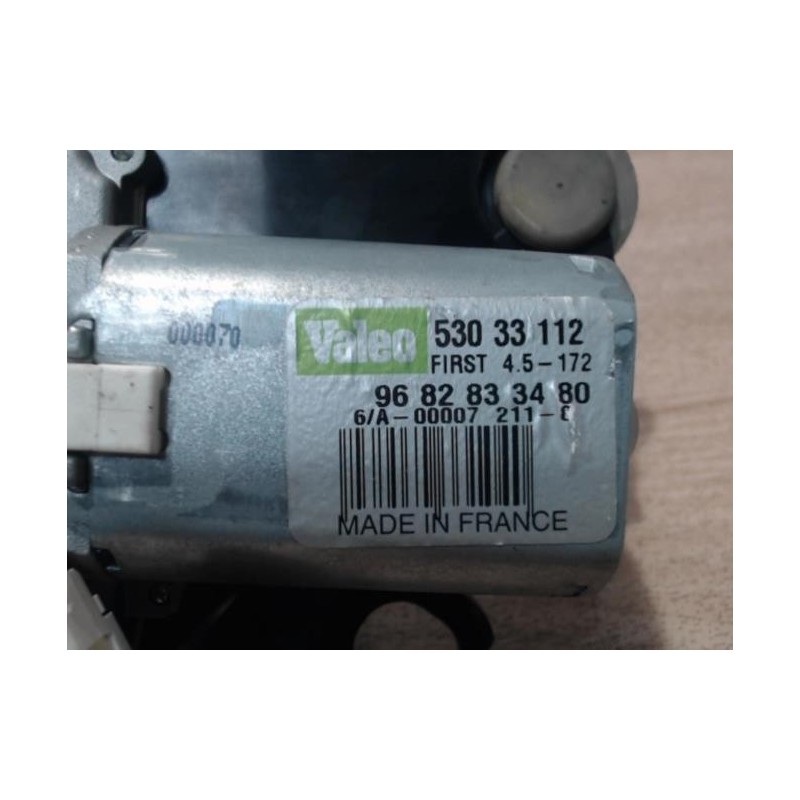 000070
Valeo 530 33 112
FIRST 4.5-172
96 82 83 34 80
6/A-00007 211-
MADE IN FRANCE